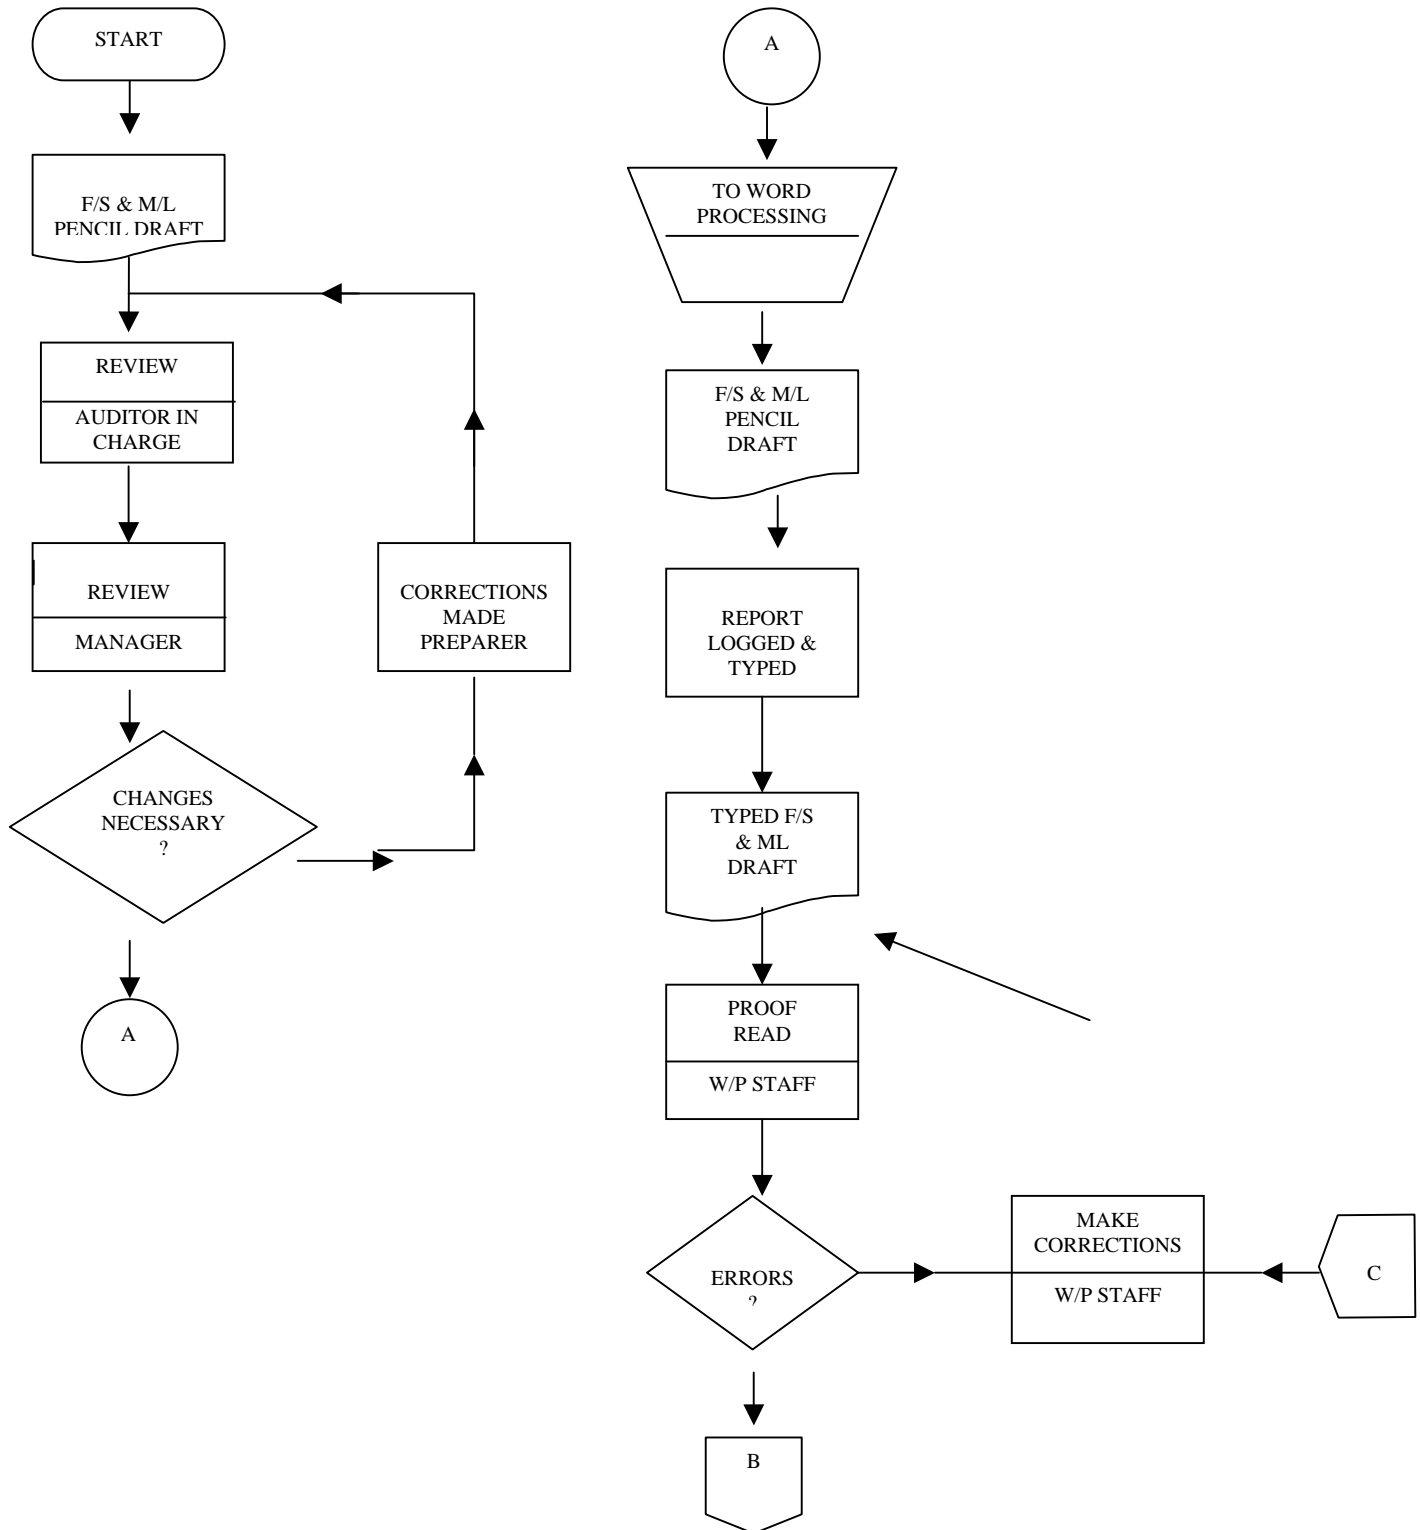 START
F/S & M/L
PENCIL DRAFT
REVIEW
AUDITOR IN
CHARGE
REVIEW
MANAGER
CORRECTIONS
MADE
PREPARER
CHANGES
NECESSARY
?
A
A
TO WORD
PROCESSING
F/S & M/L
PENCIL
DRAFT
REPORT
LOGGED &
TYPED
TYPED F/S
& ML
DRAFT
PROOF
READ
W/P STAFF
ERRORS
?
MAKE
CORRECTIONS
W/P STAFF
C
B